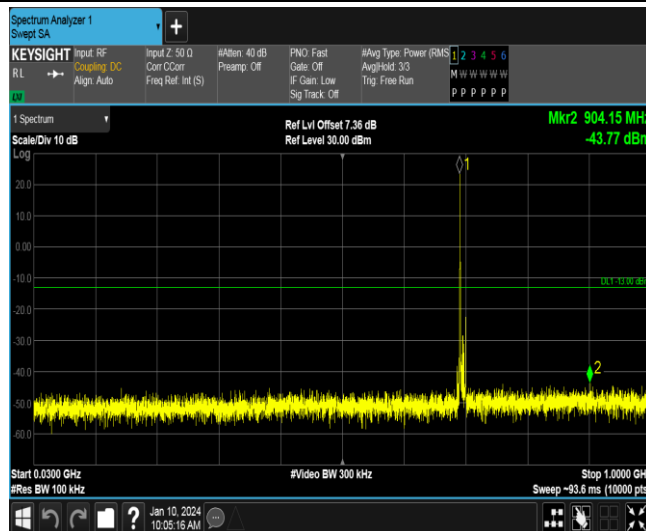 Spectrum Analyzer 1
Swept SA
KEYSIGHT
RL
Input: RF
Coupling: DC
Align: Auto
Input Z: 50 Ω
Corr CCorr
Freq Ref: Int (S)
#Atten: 40 dB
Preamp: Off
PNO: Fast
Gate: Off
IF Gain: Low
Sig Track: Off
#Avg Type: Power (RMS
Avg|Hold: 3/3
Trig: Free Run
1 2 3 4 5 6
M W W W W W
P P P P P P
1 Spectrum
Scale/Div 10 dB
Ref Lvl Offset 7.36 dB
Ref Level 30.00 dBm
Mkr2 904.15 MHz
-43.77 dBm
Log
1
20.0
10.0
0.00
-10.0
DL1 -13.00 dBm
-20.0
-30.0
-40.0
2
-50.0
-60.0
Start 0.0300 GHz
#Res BW 100 kHz
#Video BW 300 kHz
Stop 1.0000 GH
Sweep ~93.6 ms (10000 pts
?
Jan 10, 2024
10:05:16 AM